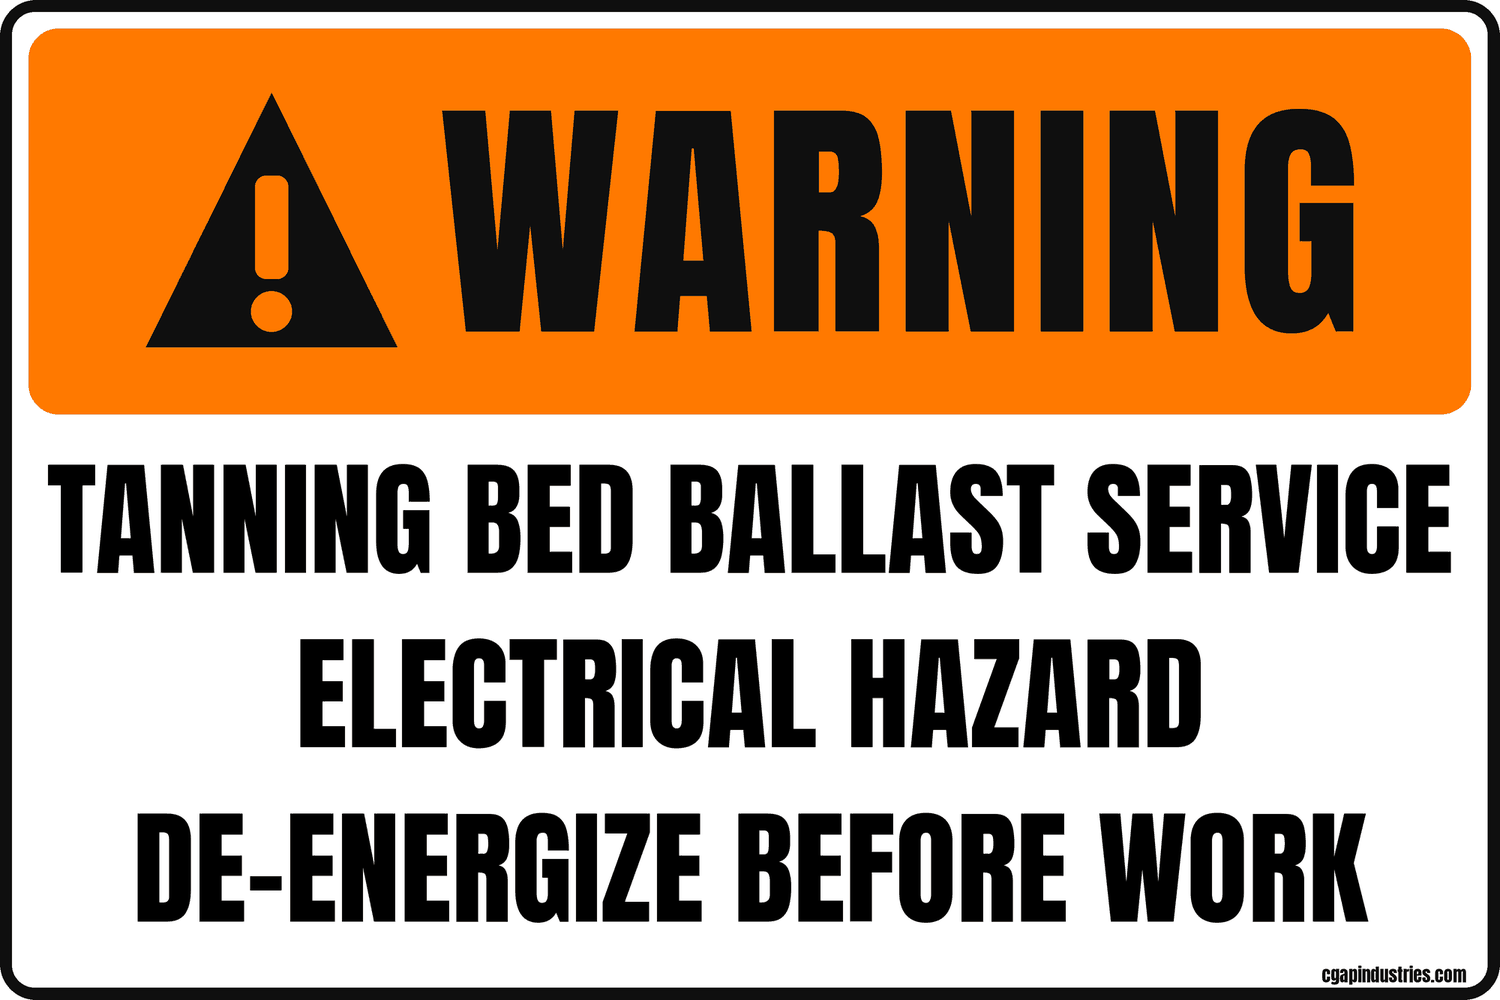 WARNING
TANNING BED BALLAST SERVICE
ELECTRICAL HAZARD
DE-ENERGIZE BEFORE WORK
cgapindustries.com